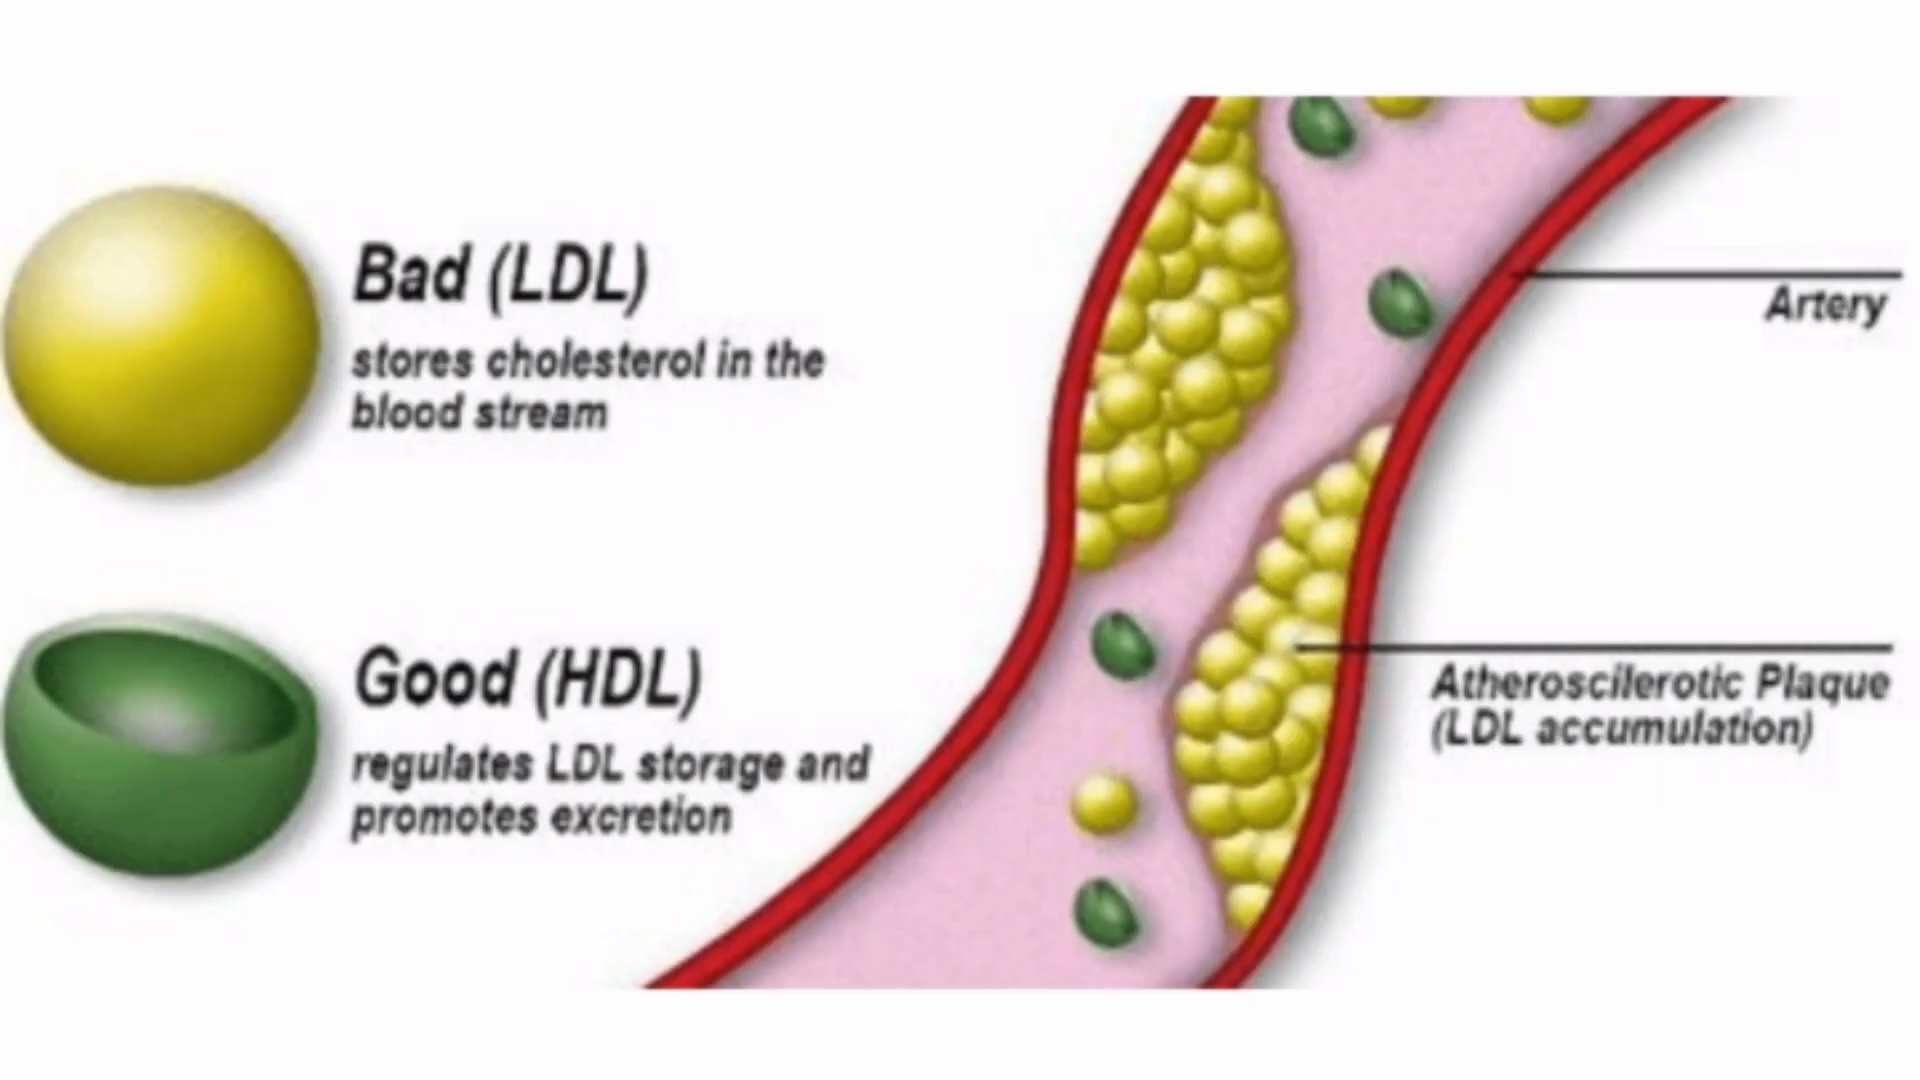 Bad (LDL)
stores cholesterol in the
blood stream
Good (HDL)
regulates LDL storage and
promotes excretion
Artery
Atheroscilerotic Plaque
(LDL accumulation)